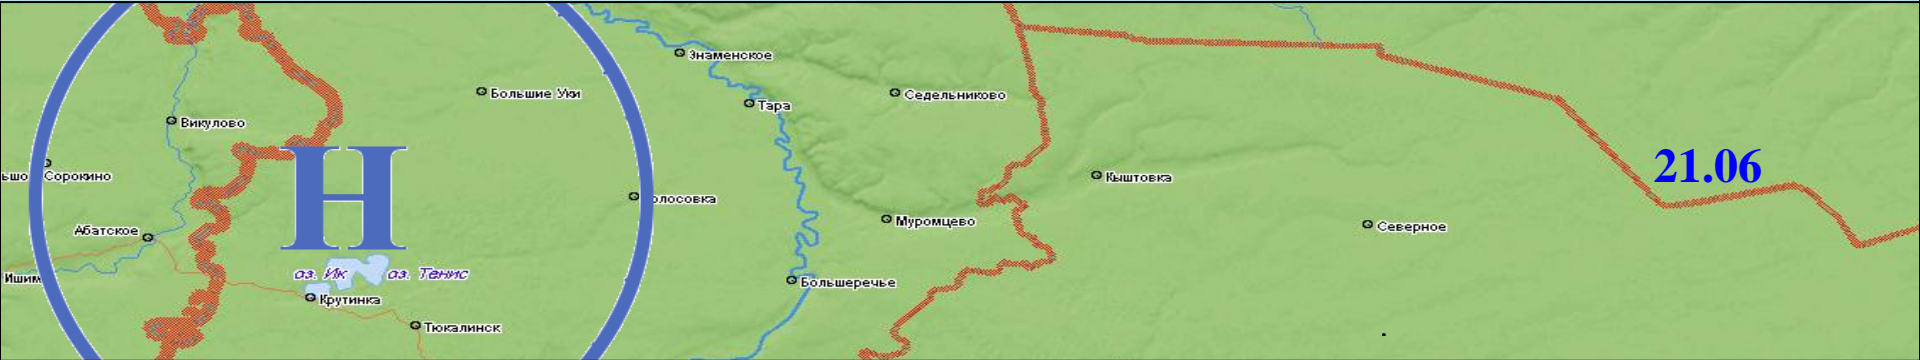 Знаменское
Большие Уки
Седельниково
Тара
Викулово
Н
21.06
Сорокино
Кыштовка
олосовка
Муромцево
Северное
Абатское
оз. Ик
оз. Тенис
Ишим
Большеречье
Крутинка
Тюкалинск